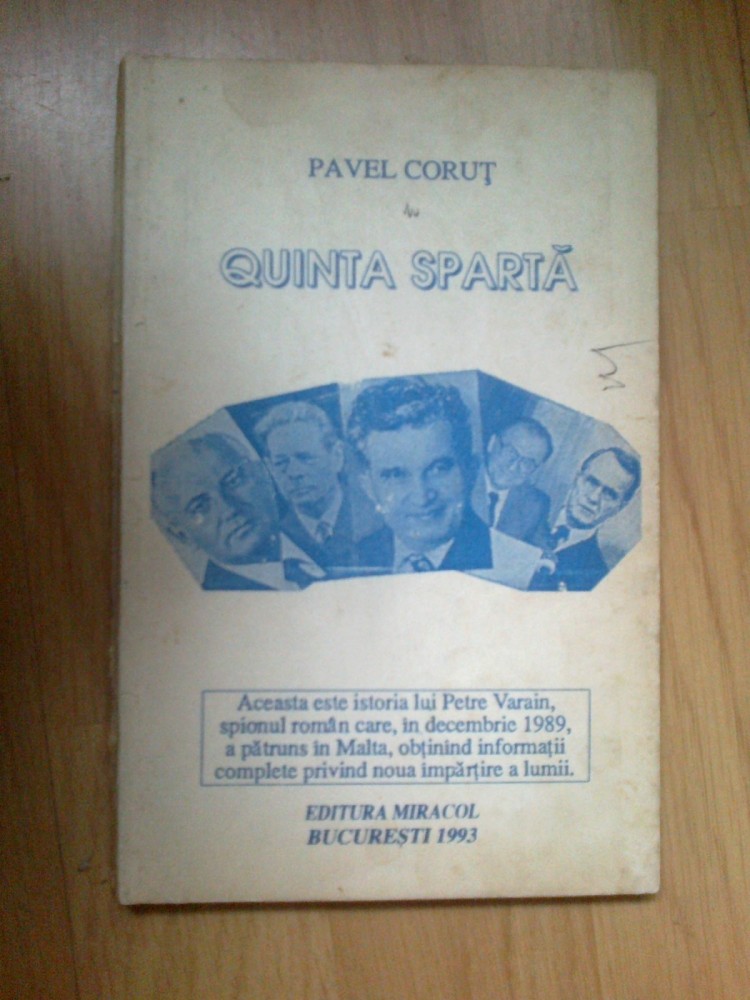 PAVEL CORUŢ
QUINTA SPARTĂ
Aceasta este istoria lui Petre Varain,
spionul român care, în decembrie 1989,
a pătruns în Malta, obţinînd informaţii
complete privind noua împărţire a lumii.
EDITURA MIRACOL
BUCUREŞTI 1993